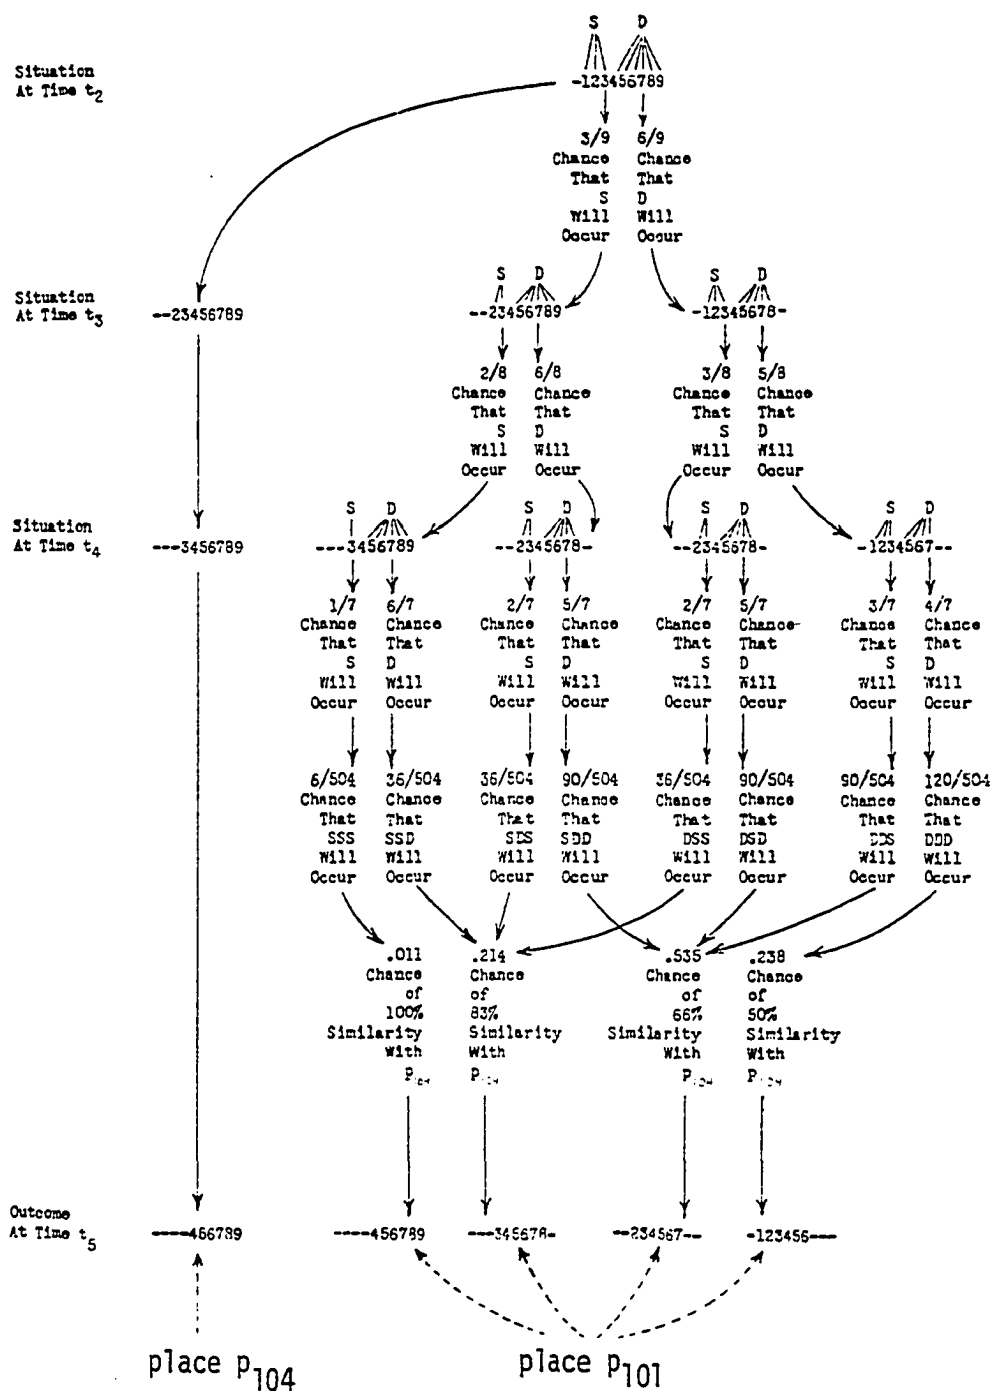 S D
Situation
At Time t2
-123456789
3/9 6/9
Chance Chance
That That
S D
Will Will
Occur Occur
S D S D
Situation
At Time t3
--23456789 --23456789 -12345678-
2/8 6/8 3/8 5/8
Chance Chance Chance Chance
That That That That
S D S D
Will Will Will Will
Occur Occur Occur Occur
S D S D S D S D
Situation
At Time t4
---3456789 ---3456789 --2345678- --2345678- -1234567--
1/7 6/7 2/7 5/7 2/7 5/7 3/7 4/7
Chance Chance Chance Chance Chance Chance Chance Chance
That That That That That That That That
S D S D S D S D
Will Will Will Will Will Will Will Will
Occur Occur Occur Occur Occur Occur Occur Occur
6/504 36/504 36/504 90/504 36/504 90/504 90/504 120/504
Chance Chance Chance Chance Chance Chance Chance Chance
That That That That That That That That
SSS SSD SDS SDD DSS DSD DDS DDD
Will Will Will Will Will Will Will Will
Occur Occur Occur Occur Occur Occur Occur Occur
.011 .214 .535 .238
Chance Chance Chance Chance
of of of of
100% 83% 66% 50%
Similarity Similarity Similarity Similarity
With With With With
P104 P104 P104 P104
Outcome
At Time t5
----456789 ----456789 ---345678- --234567-- -123456---
place p104 place p101